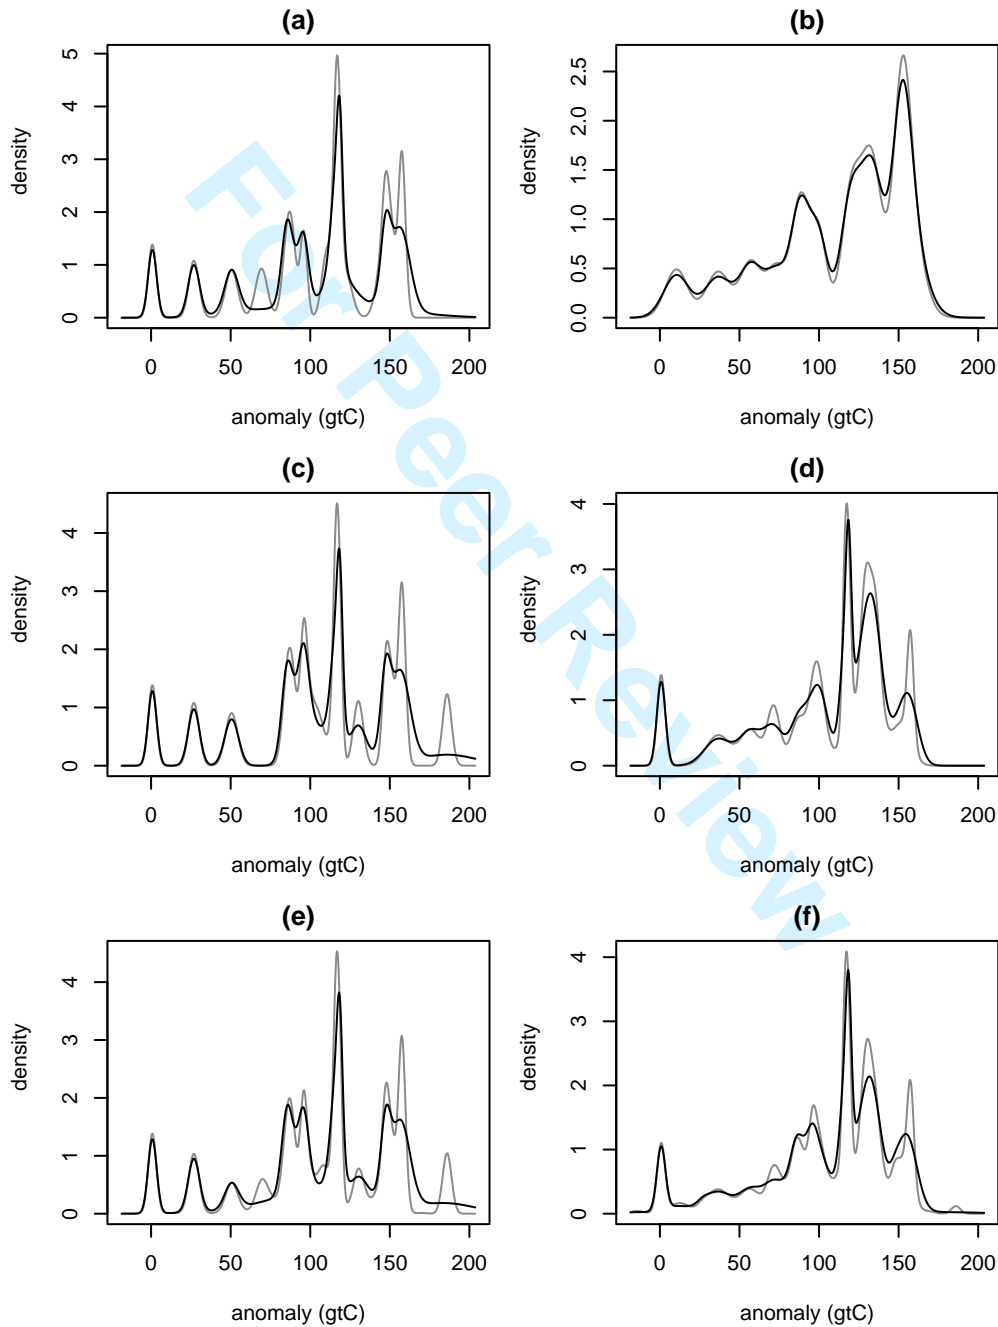 (a)
density
0 1 2 3 4 5
0 50 100 150 200
anomaly (gtC)
(b)
density
0.0 0.5 1.0 1.5 2.0 2.5
0 50 100 150 200
anomaly (gtC)
(c)
density
0 1 2 3 4
0 50 100 150 200
anomaly (gtC)
(d)
density
0 1 2 3 4
0 50 100 150 200
anomaly (gtC)
(e)
density
0 1 2 3 4
0 50 100 150 200
anomaly (gtC)
(f)
density
0 1 2 3 4
0 50 100 150 200
anomaly (gtC)
For Peer Review